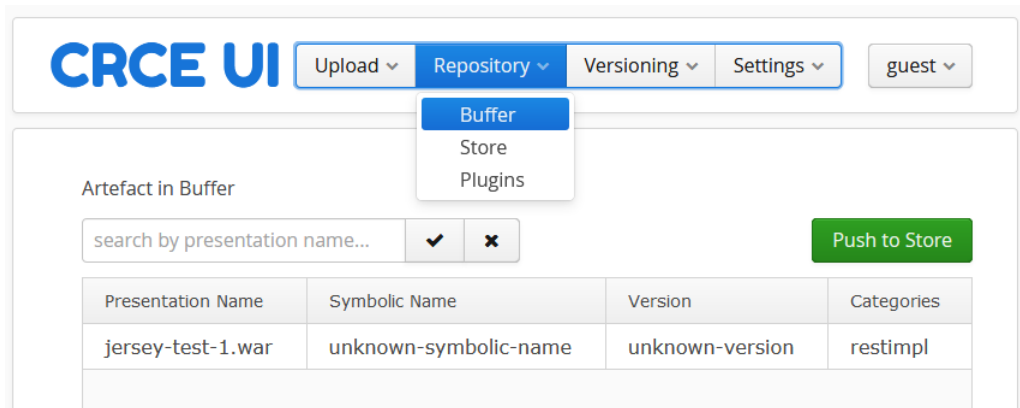 CRCE UI Upload Repository Versioning Settings guest
Buffer
Store
Plugins
Artefact in Buffer
search by presentation name... Push to Store
Presentation Name Symbolic Name Version Categories
jersey-test-1.war unknown-symbolic-name unknown-version restimpl